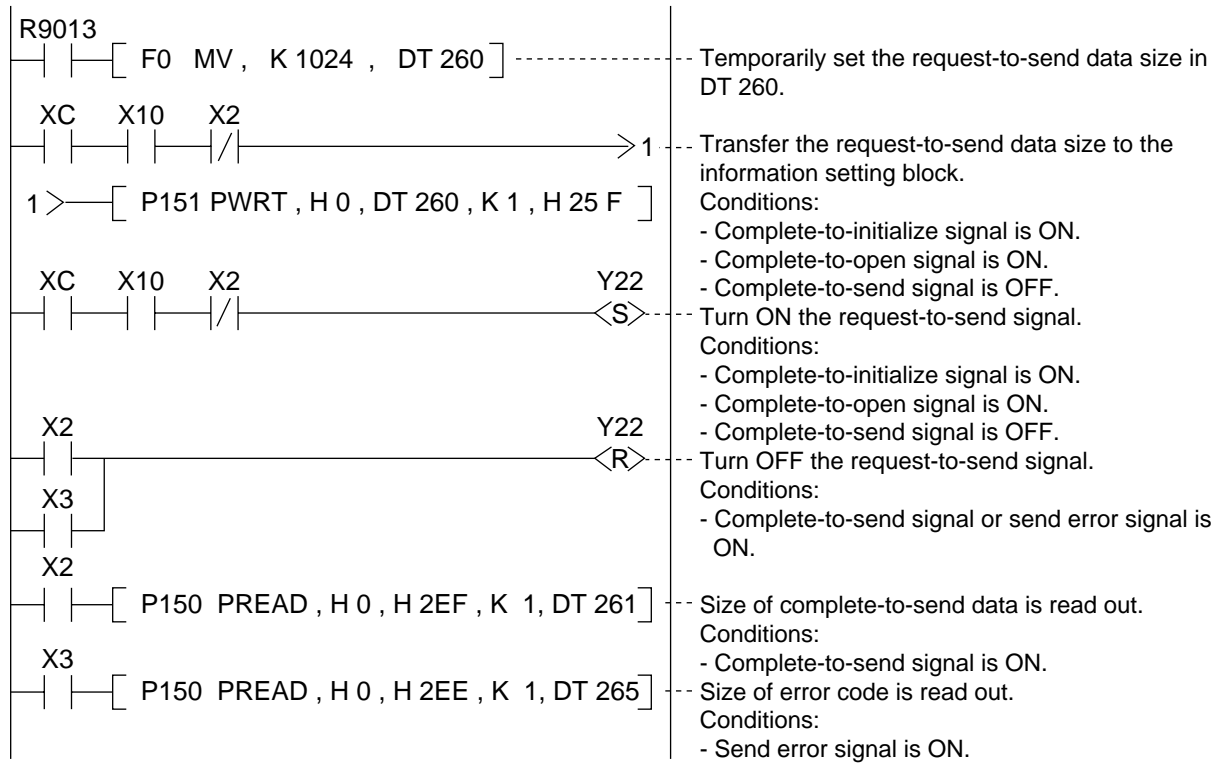 R9013
F0 MV , K 1024 , DT 260
Temporarily set the request-to-send data size in
DT 260.
XC X10 X2
1
Transfer the request-to-send data size to the
information setting block.
1 P151 PWRT , H 0 , DT 260 , K 1 , H 25 F
Conditions:
- Complete-to-initialize signal is ON.
- Complete-to-open signal is ON.
- Complete-to-send signal is OFF.
XC X10 X2 Y22
S
Turn ON the request-to-send signal.
Conditions:
- Complete-to-initialize signal is ON.
- Complete-to-open signal is ON.
- Complete-to-send signal is OFF.
X2 Y22
R
Turn OFF the request-to-send signal.
Conditions:
- Complete-to-send signal or send error signal is
ON.
X3
X2
P150 PREAD , H 0 , H 2EF , K 1, DT 261
Size of complete-to-send data is read out.
Conditions:
- Complete-to-send signal is ON.
X3
P150 PREAD , H 0 , H 2EE , K 1, DT 265
Size of error code is read out.
Conditions:
- Send error signal is ON.